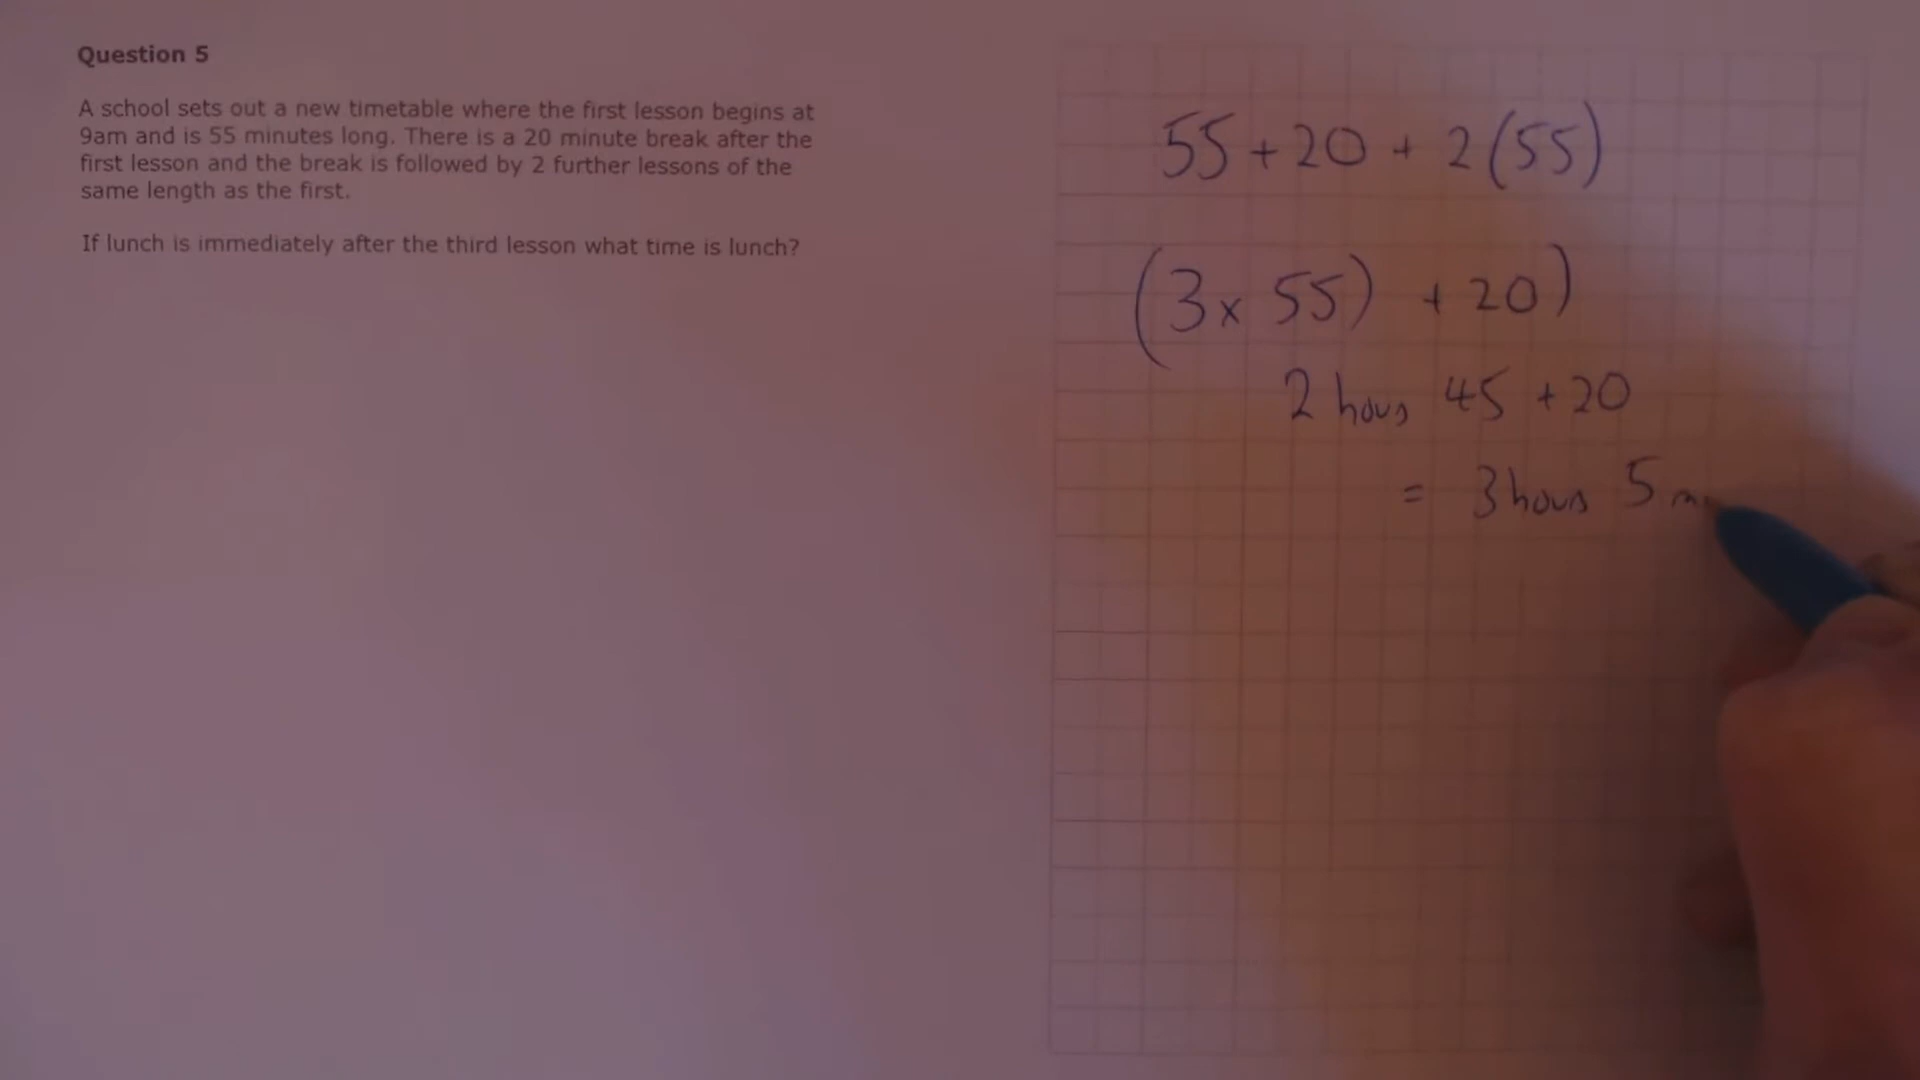 Question 5
A school sets out a new timetable where the first lesson begins at
9am and is 55 minutes long. There is a 20 minute break after the
first lesson and the break is followed by 2 further lessons of the
same length as the first.
If lunch is immediately after the third lesson what time is lunch?
55 + 20 + 2(55)
(3 x 55) + 20)
2 hours 45 + 20
= 3 hours 5 m